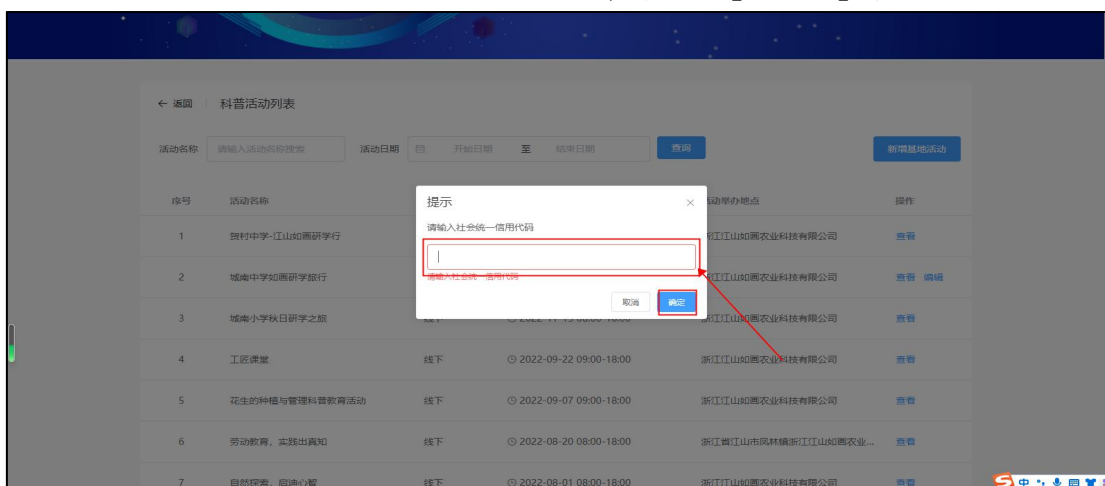 ← 返回 科普活动列表
活动名称 请输入活动名称搜索 活动日期 开始日期 至 结束日期 查询 新增基地活动
序号 活动名称 活动举办地点 操作
提示
请输入社会统一信用代码
请输入社会统一信用代码
取消 确定
1 贺村中学-江山如画研学行 浙江江山如画农业科技有限公司 查看
2 城南中学如画研学旅行 浙江江山如画农业科技有限公司 查看 编辑
3 城南小学秋日研学之旅 线下 浙江江山如画农业科技有限公司 查看
4 工匠课堂 线下 2022-09-22 09:00-18:00 浙江江山如画农业科技有限公司 查看
5 花生的种植与管理科普教育活动 线下 2022-09-07 09:00-18:00 浙江江山如画农业科技有限公司 查看
6 劳动教育，实践出真知 线下 2022-08-20 08:00-18:00 浙江省江山市凤林镇浙江江山如画农业... 查看
7 自然探索，启迪心智 线下 2022-08-01 08:00-18:00 浙江江山如画农业科技有限公司 查看
中